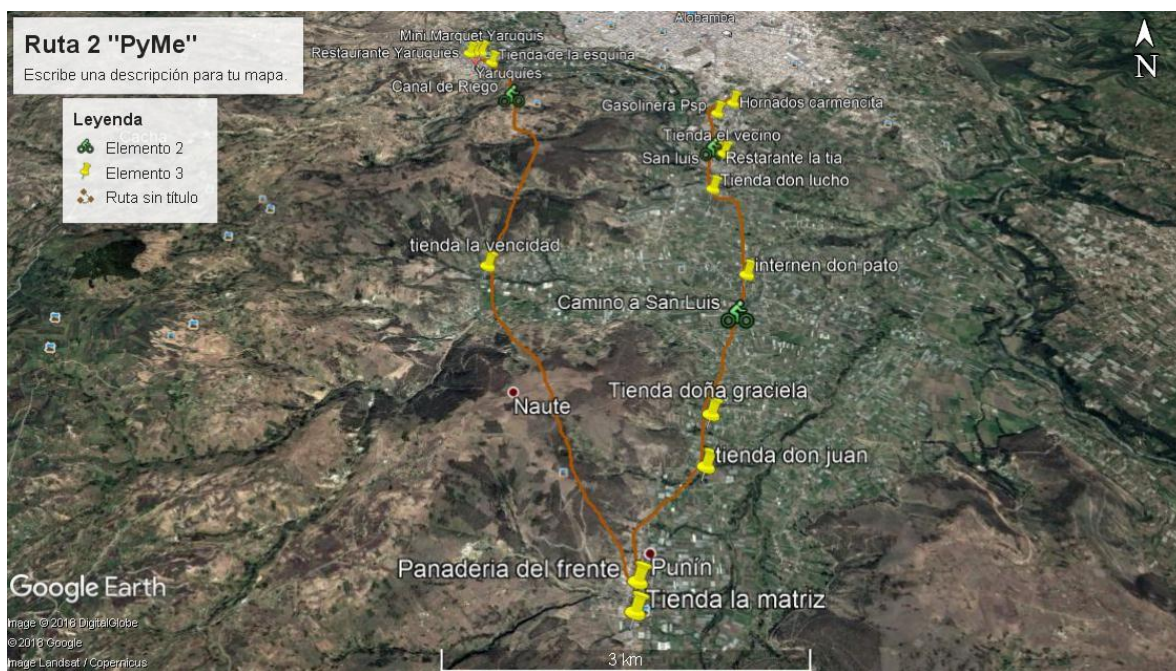 Ruta 2 "PyMe"
Escribe una descripción para tu mapa.
Leyenda
Elemento 2
Elemento 3
Ruta sin título
N
Mini Marquet Yaruquis
Restaurante Yaruquies
Tienda de la esquina
Yaruquies
Canal de Riego
Gasolinera Psp
Hornados carmencita
Tienda el vecino
San luis
Restarante la tia
Tienda don lucho
tienda la vencidad
internen don pato
Camino a San Luis
Tienda doña graciela
Naute
tienda don juan
Panaderia del frente
Punín
Tienda la matriz
Google Earth
Image © 2018 DigitalGlobe
© 2018 Google
Image Landsat / Copernicus
3 km